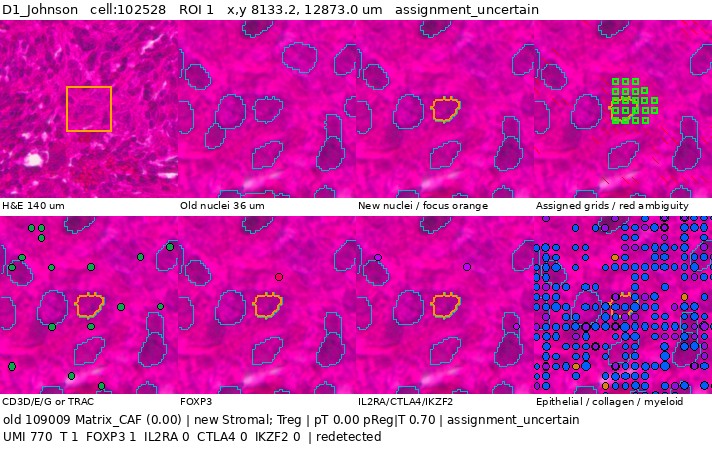 D1_Johnson   cell:102528   ROI 1   x,y 8133.2, 12873.0 um   assignment_uncertain
H&E 140 um
Old nuclei 36 um
New nuclei / focus orange
Assigned grids / red ambiguity
CD3D/E/G or TRAC
FOXP3
IL2RA/CTLA4/IKZF2
Epithelial / collagen / myeloid
old 109009 Matrix_CAF (0.00) | new Stromal; Treg | pT 0.00 pReg|T 0.70 | assignment_uncertain
UMI 770  T 1  FOXP3 1  IL2RA 0  CTLA4 0  IKZF2 0  | redetected